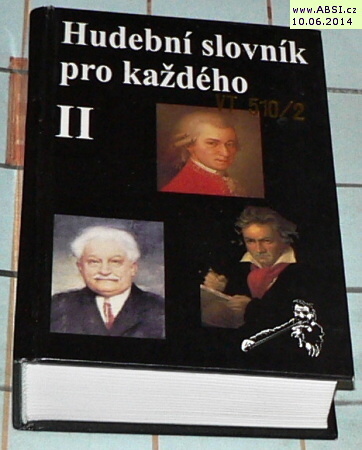 www.ABSI.cz
10.06.2014
Hudební slovník
pro každého
II
VT 510/2